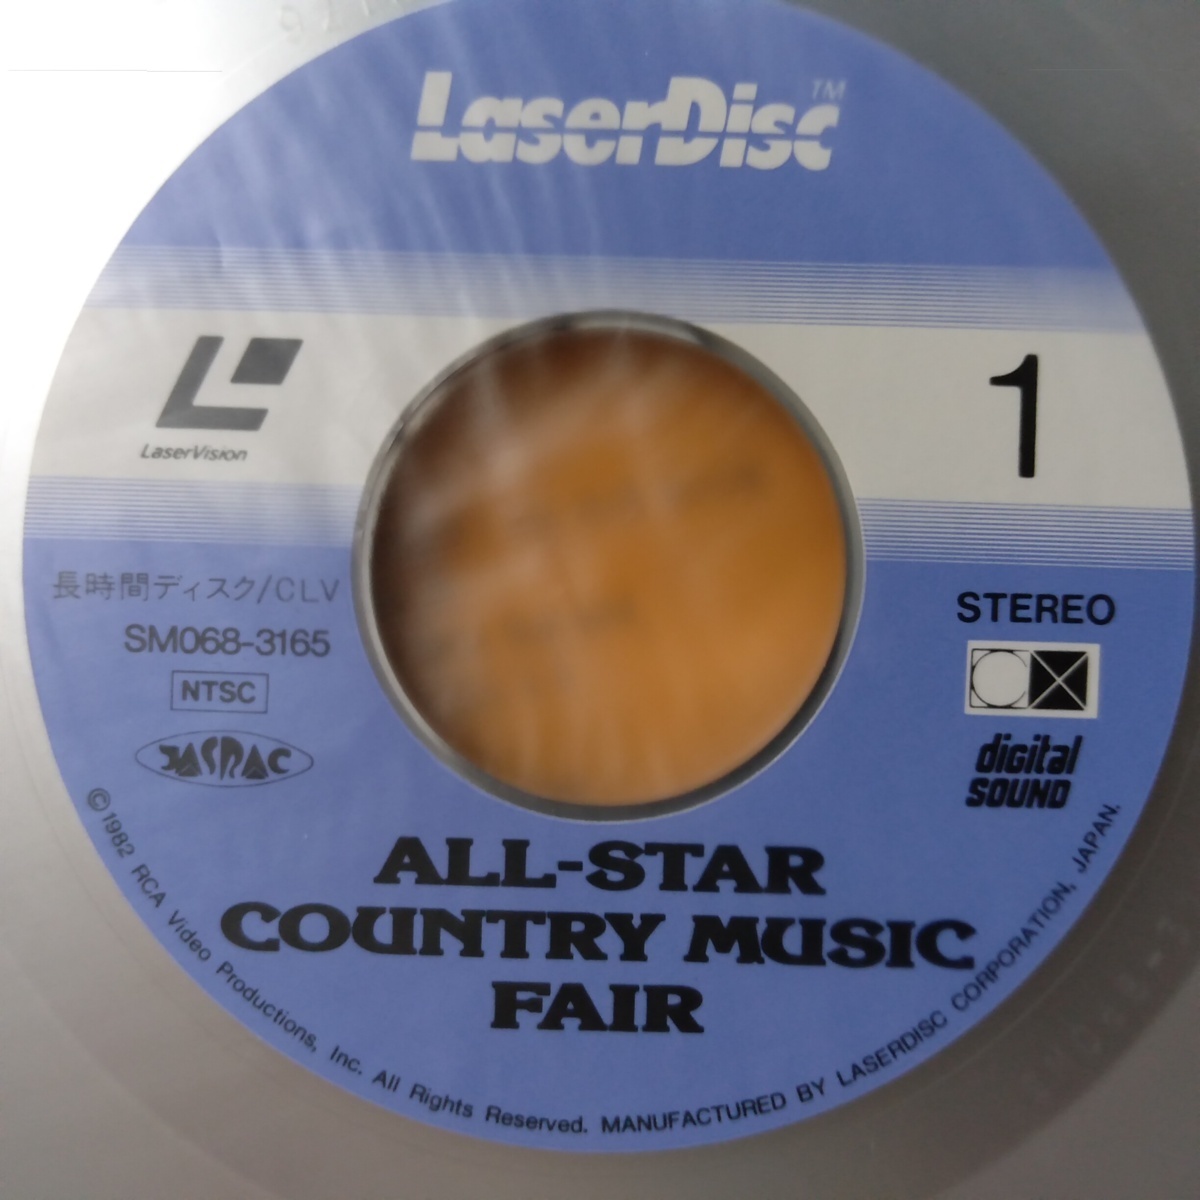 LaserDisc™
LaserVision
1
長時間ディスク/CLV
SM068-3165
NTSC
JASRAC
STEREO
digital
SOUND
ALL-STAR
COUNTRY MUSIC
FAIR
©1982 RCA Video Productions, Inc. All Rights Reserved. MANUFACTURED BY LASERDISC CORPORATION, JAPAN.